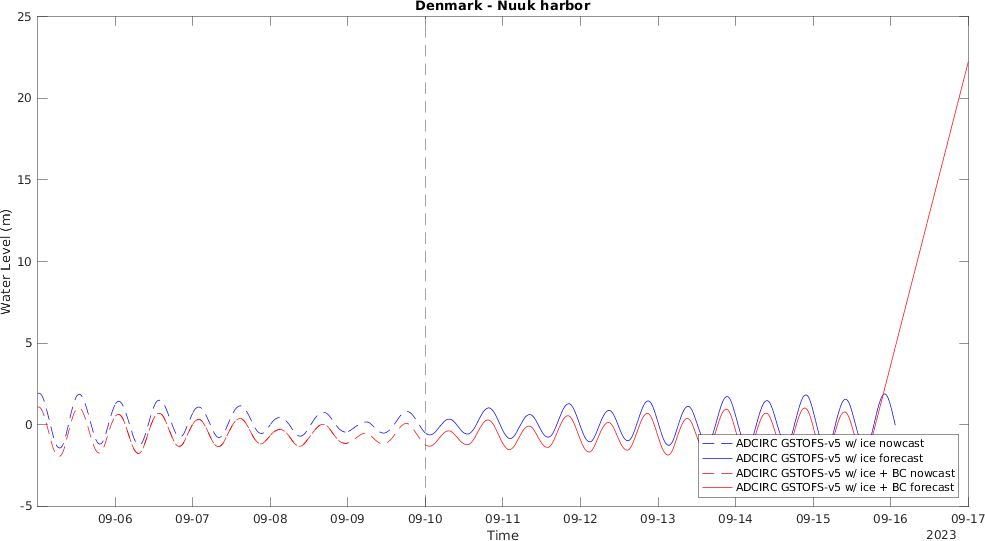 Denmark - Nuuk harbor
25
20
15
10
5
0
-5
Water Level (m)
ADCIRC GSTOFS-v5 w/ ice nowcast
ADCIRC GSTOFS-v5 w/ ice forecast
ADCIRC GSTOFS-v5 w/ ice + BC nowcast
ADCIRC GSTOFS-v5 w/ ice + BC forecast
09-06 09-07 09-08 09-09 09-10 09-11 09-12 09-13 09-14 09-15 09-16 09-17
Time
2023